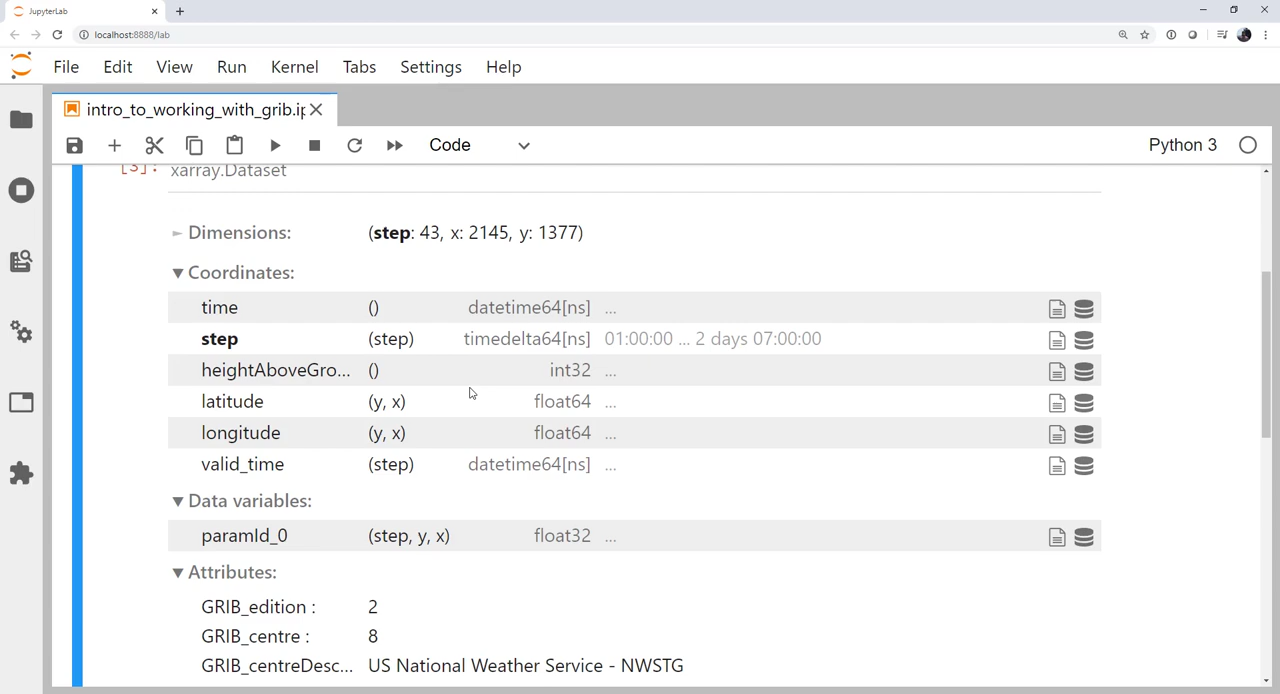 JupyterLab
localhost:8888/lab
File Edit View Run Kernel Tabs Settings Help
intro_to_working_with_grib.ip
Code Python 3
[3]: xarray.Dataset
Dimensions: (step: 43, x: 2145, y: 1377)
Coordinates:
time () datetime64[ns] ...
step (step) timedelta64[ns] 01:00:00 ... 2 days 07:00:00
heightAboveGro... () int32 ...
latitude (y, x) float64 ...
longitude (y, x) float64 ...
valid_time (step) datetime64[ns] ...
Data variables:
paramId_0 (step, y, x) float32 ...
Attributes:
GRIB_edition : 2
GRIB_centre : 8
GRIB_centreDesc... US National Weather Service - NWSTG